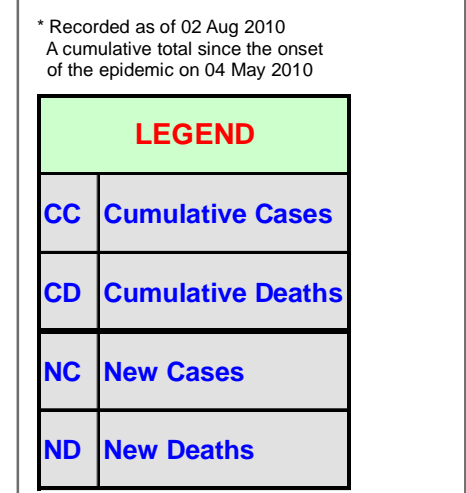 * Recorded as of 02 Aug 2010
A cumulative total since the onset
of the epidemic on 04 May 2010
LEGEND
CC Cumulative Cases
CD Cumulative Deaths
NC New Cases
ND New Deaths